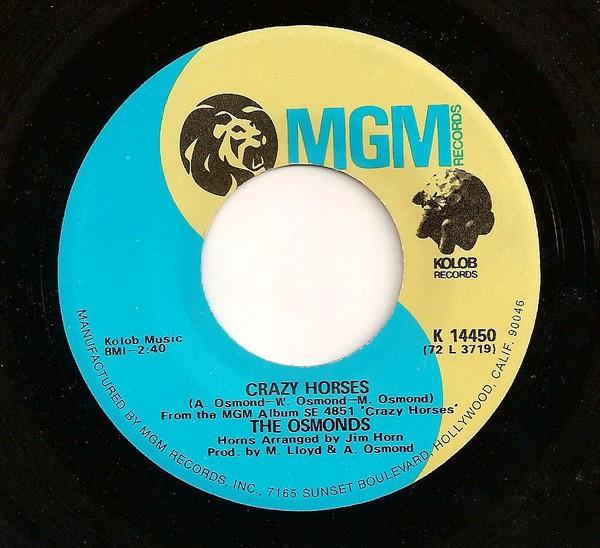 MGM
RECORDS
KOLOB
RECORDS
K 14450
(72 L 3719)
Kolob Music
BMI-2:40
CRAZY HORSES
(A. Osmond-W. Osmond-M. Osmond)
From the MGM Album SE 4851 "Crazy Horses"
THE OSMONDS
Horns Arranged by Jim Horn
Prod. by M. Lloyd & A. Osmond
MANUFACTURED BY MGM RECORDS, INC., 7165 SUNSET BOULEVARD, HOLLYWOOD, CALIF. 90046